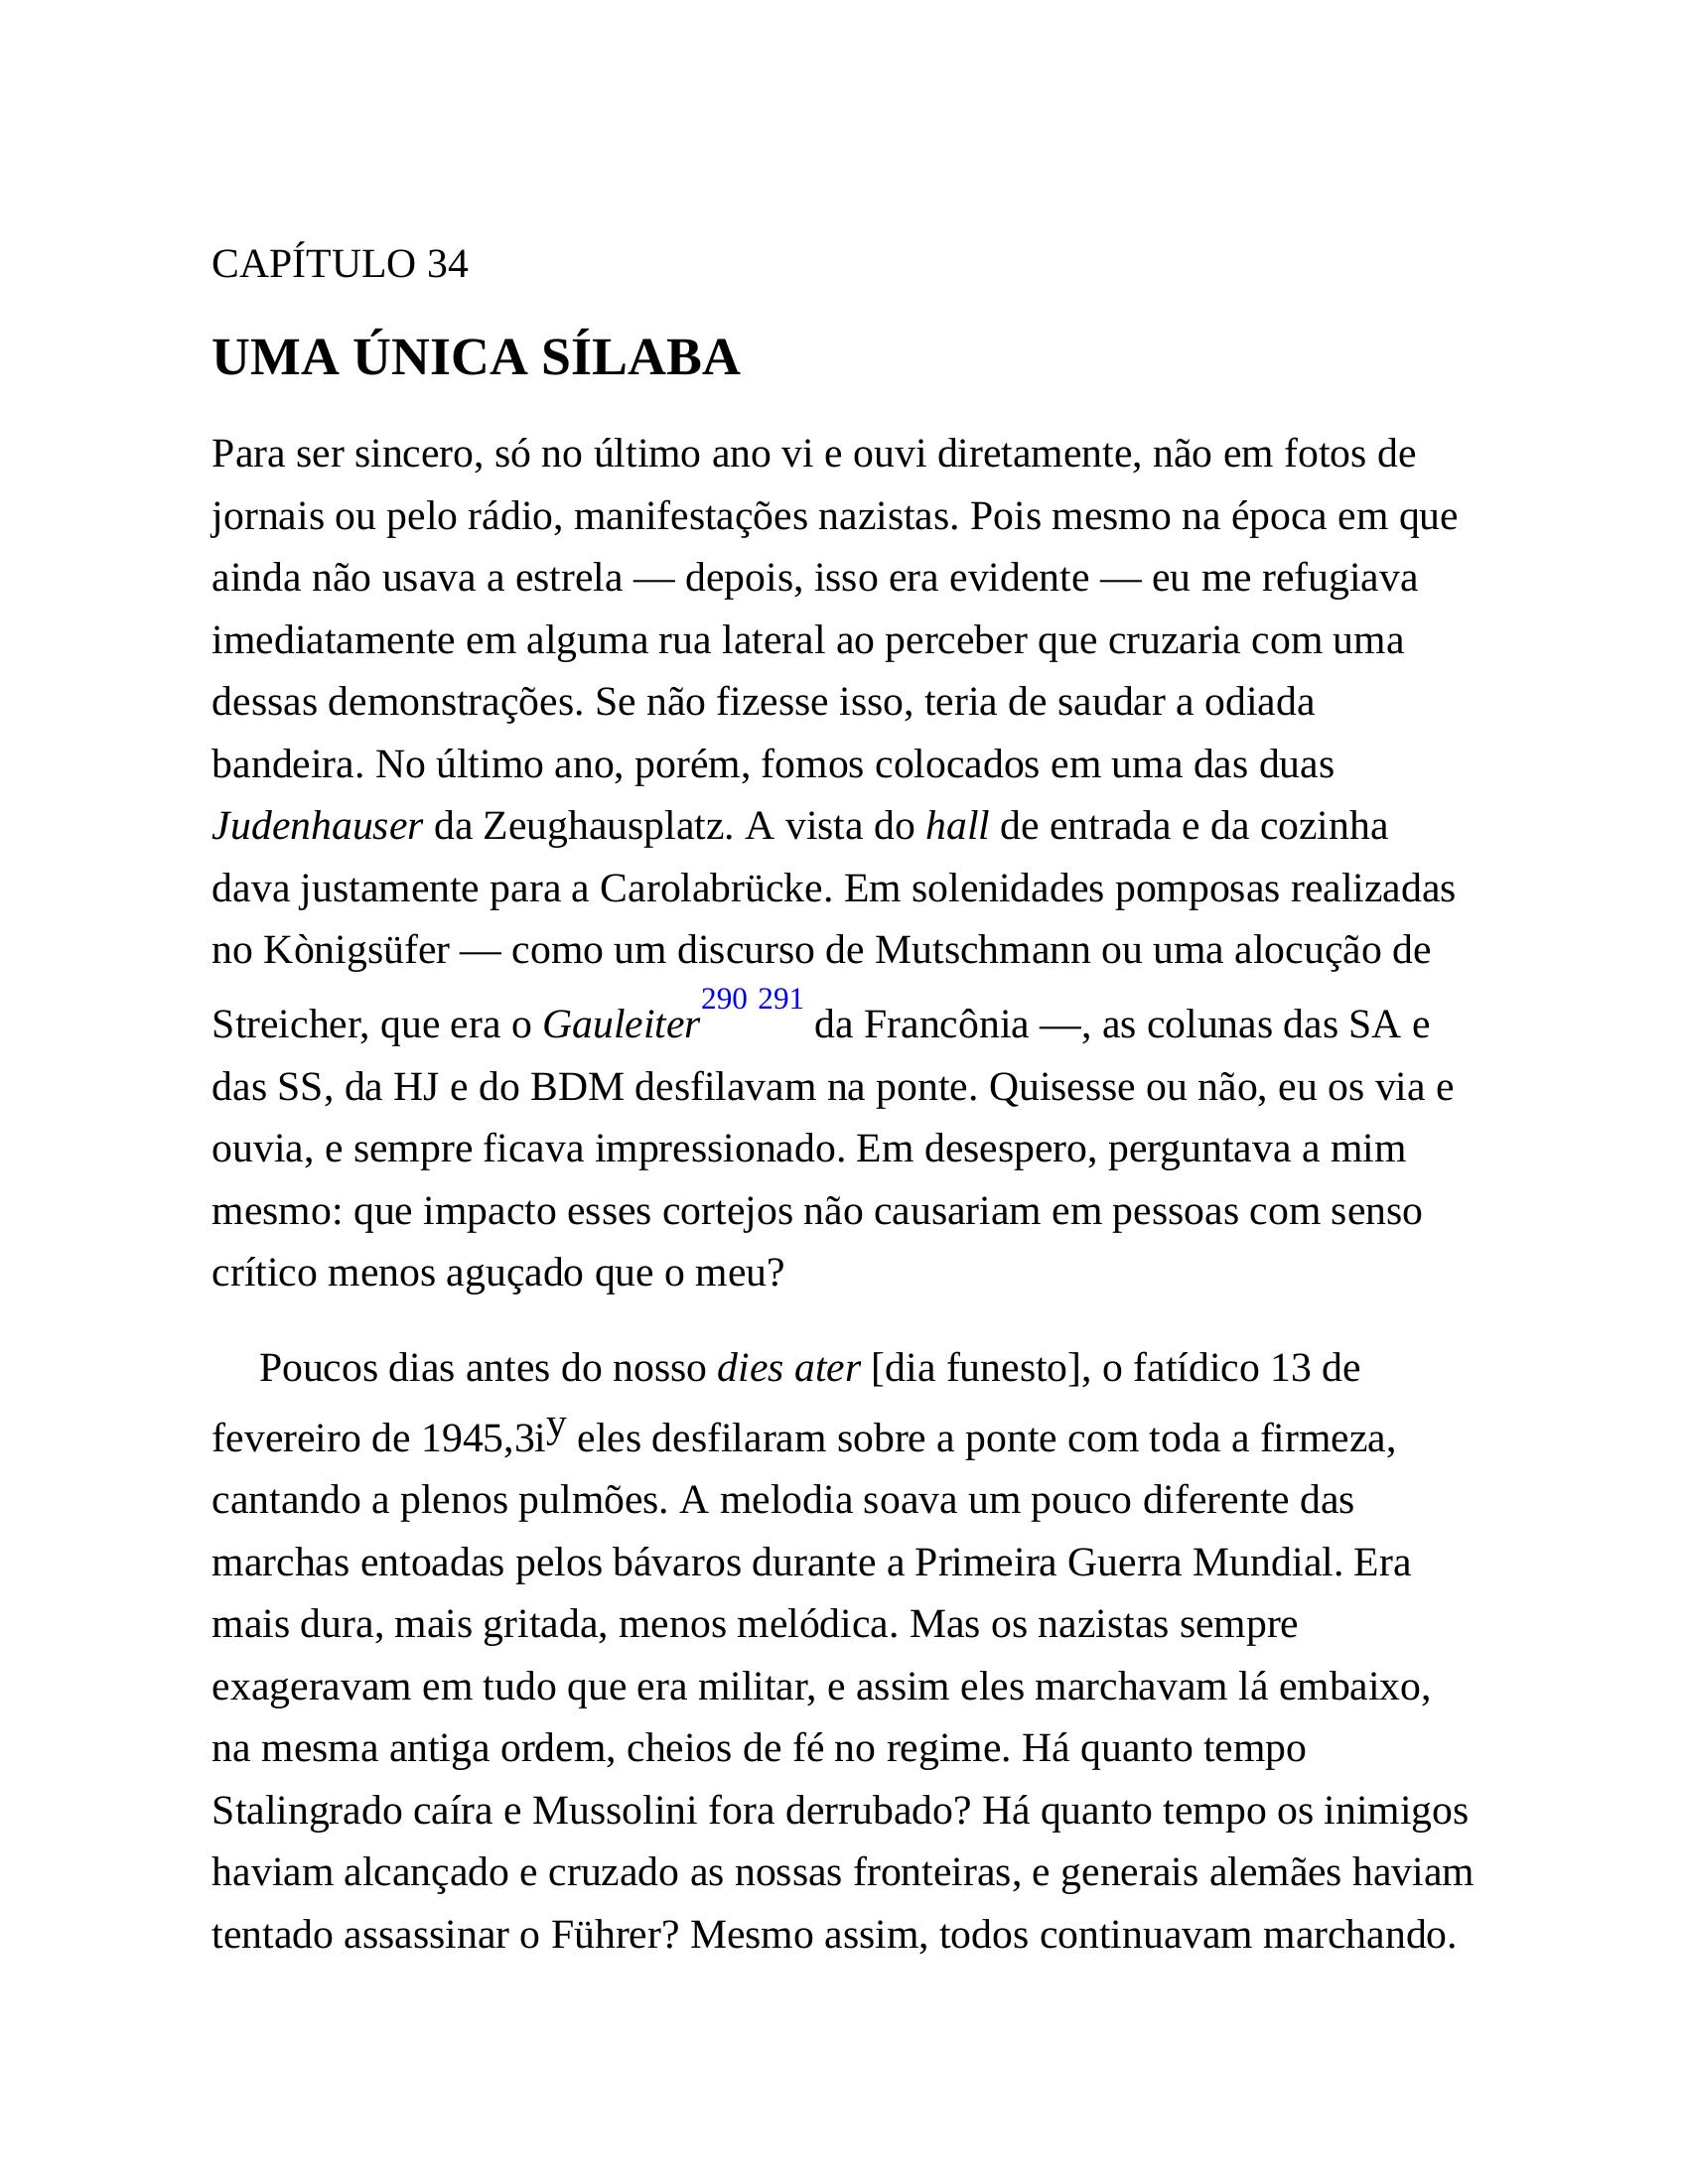 CAPÍTULO 34
UMA ÚNICA SÍLABA
Para ser sincero, só no último ano vi e ouvi diretamente, não em fotos de
jornais ou pelo rádio, manifestações nazistas. Pois mesmo na época em que
ainda não usava a estrela — depois, isso era evidente — eu me refugiava
imediatamente em alguma rua lateral ao perceber que cruzaria com uma
dessas demonstrações. Se não fizesse isso, teria de saudar a odiada
bandeira. No último ano, porém, fomos colocados em uma das duas
Judenhauser da Zeughausplatz. A vista do hall de entrada e da cozinha
dava justamente para a Carolabrücke. Em solenidades pomposas realizadas
no Kònigsüfer — como um discurso de Mutschmann ou uma alocução de
Streicher, que era o Gauleiter290 291 da Francônia —, as colunas das SA e
das SS, da HJ e do BDM desfilavam na ponte. Quisesse ou não, eu os via e
ouvia, e sempre ficava impressionado. Em desespero, perguntava a mim
mesmo: que impacto esses cortejos não causariam em pessoas com senso
crítico menos aguçado que o meu?
Poucos dias antes do nosso dies ater [dia funesto], o fatídico 13 de
fevereiro de 1945,3iy eles desfilaram sobre a ponte com toda a firmeza,
cantando a plenos pulmões. A melodia soava um pouco diferente das
marchas entoadas pelos bávaros durante a Primeira Guerra Mundial. Era
mais dura, mais gritada, menos melódica. Mas os nazistas sempre
exageravam em tudo que era militar, e assim eles marchavam lá embaixo,
na mesma antiga ordem, cheios de fé no regime. Há quanto tempo
Stalingrado caíra e Mussolini fora derrubado? Há quanto tempo os inimigos
haviam alcançado e cruzado as nossas fronteiras, e generais alemães haviam
tentado assassinar o Führer? Mesmo assim, todos continuavam marchando.